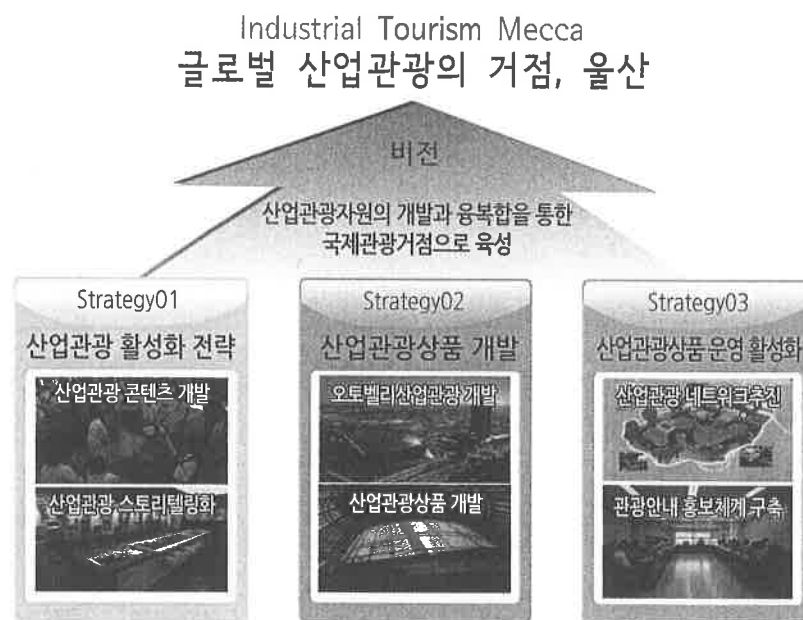 Industrial Tourism Mecca
글로벌 산업관광의 거점, 울산
비전
산업관광자원의 개발과 융복합을 통한
국제관광거점으로 육성
Strategy01
산업관광 활성화 전략
산업관광 콘텐츠 개발
산업관광 스토리텔링화
Strategy02
산업관광상품 개발
오토벨리산업관광 개발
산업관광상품 개발
Strategy03
산업관광상품 운영 활성화
산업관광 네트워크추진
관광안내 홍보체계 구축